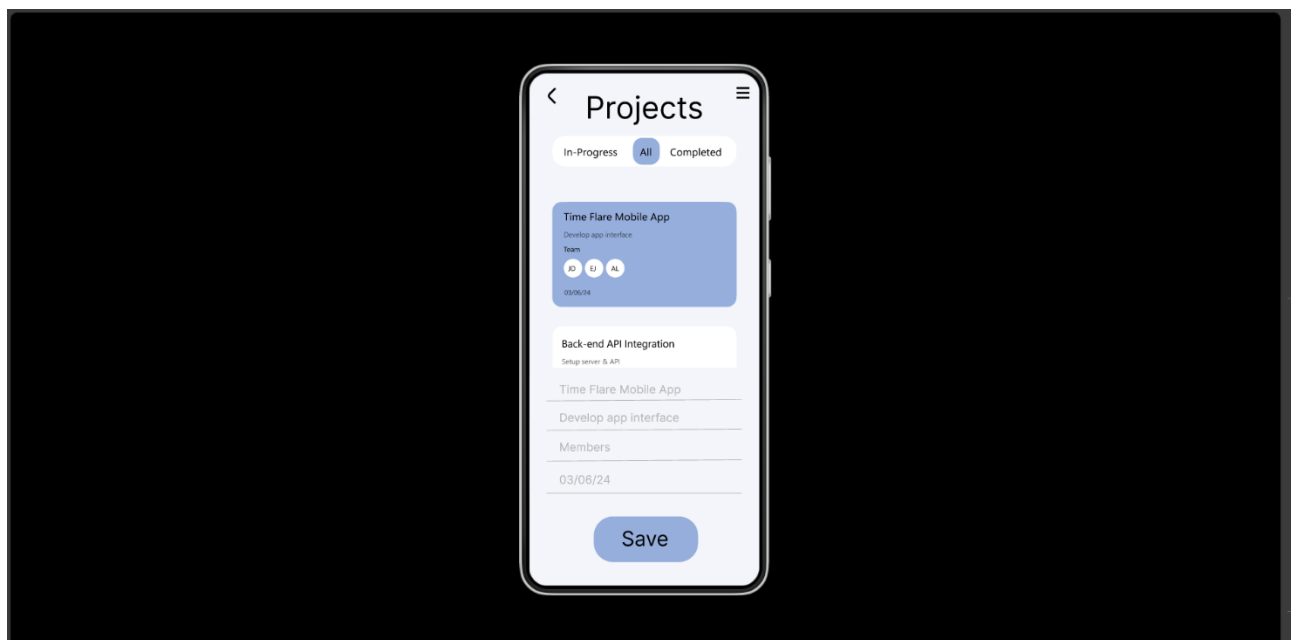 Projects
In-Progress All Completed
Time Flare Mobile App
Develop app interface
Team
JD EJ AL
03/06/24
Back-end API Integration
Setup server & API
Time Flare Mobile App
Develop app interface
Members
03/06/24
Save